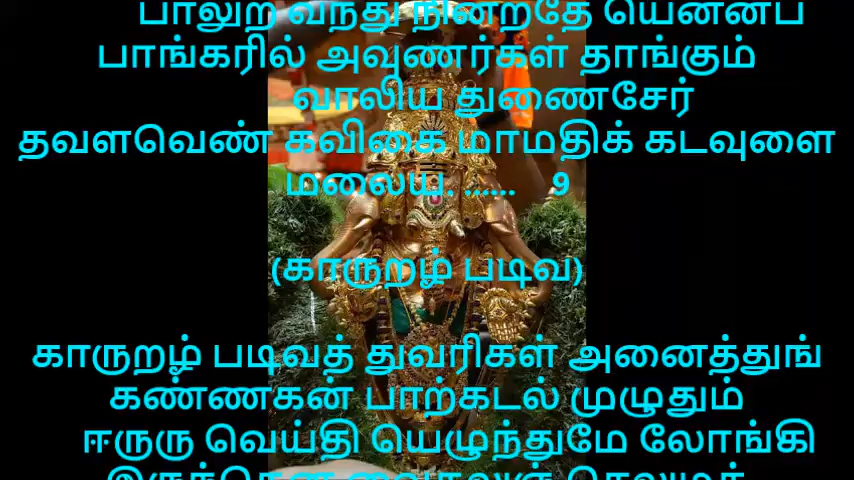 பாலுற வந்து நின்றதே யென்னப்
பாங்கரில் அவுணர்கள் தாங்கும்
வாலிய துணைசேர்
தவளவெண் கவிகை மாமதிக் கடவுளை
மலைய. ...... 9
(காருறழ் படிவ)
காருறழ் படிவத் துவரிகள் அனைத்துங்
கண்ணகன் பாற்கடல் முழுதும்
ஈருரு வெய்தி யெழுந்துமே லோங்கி